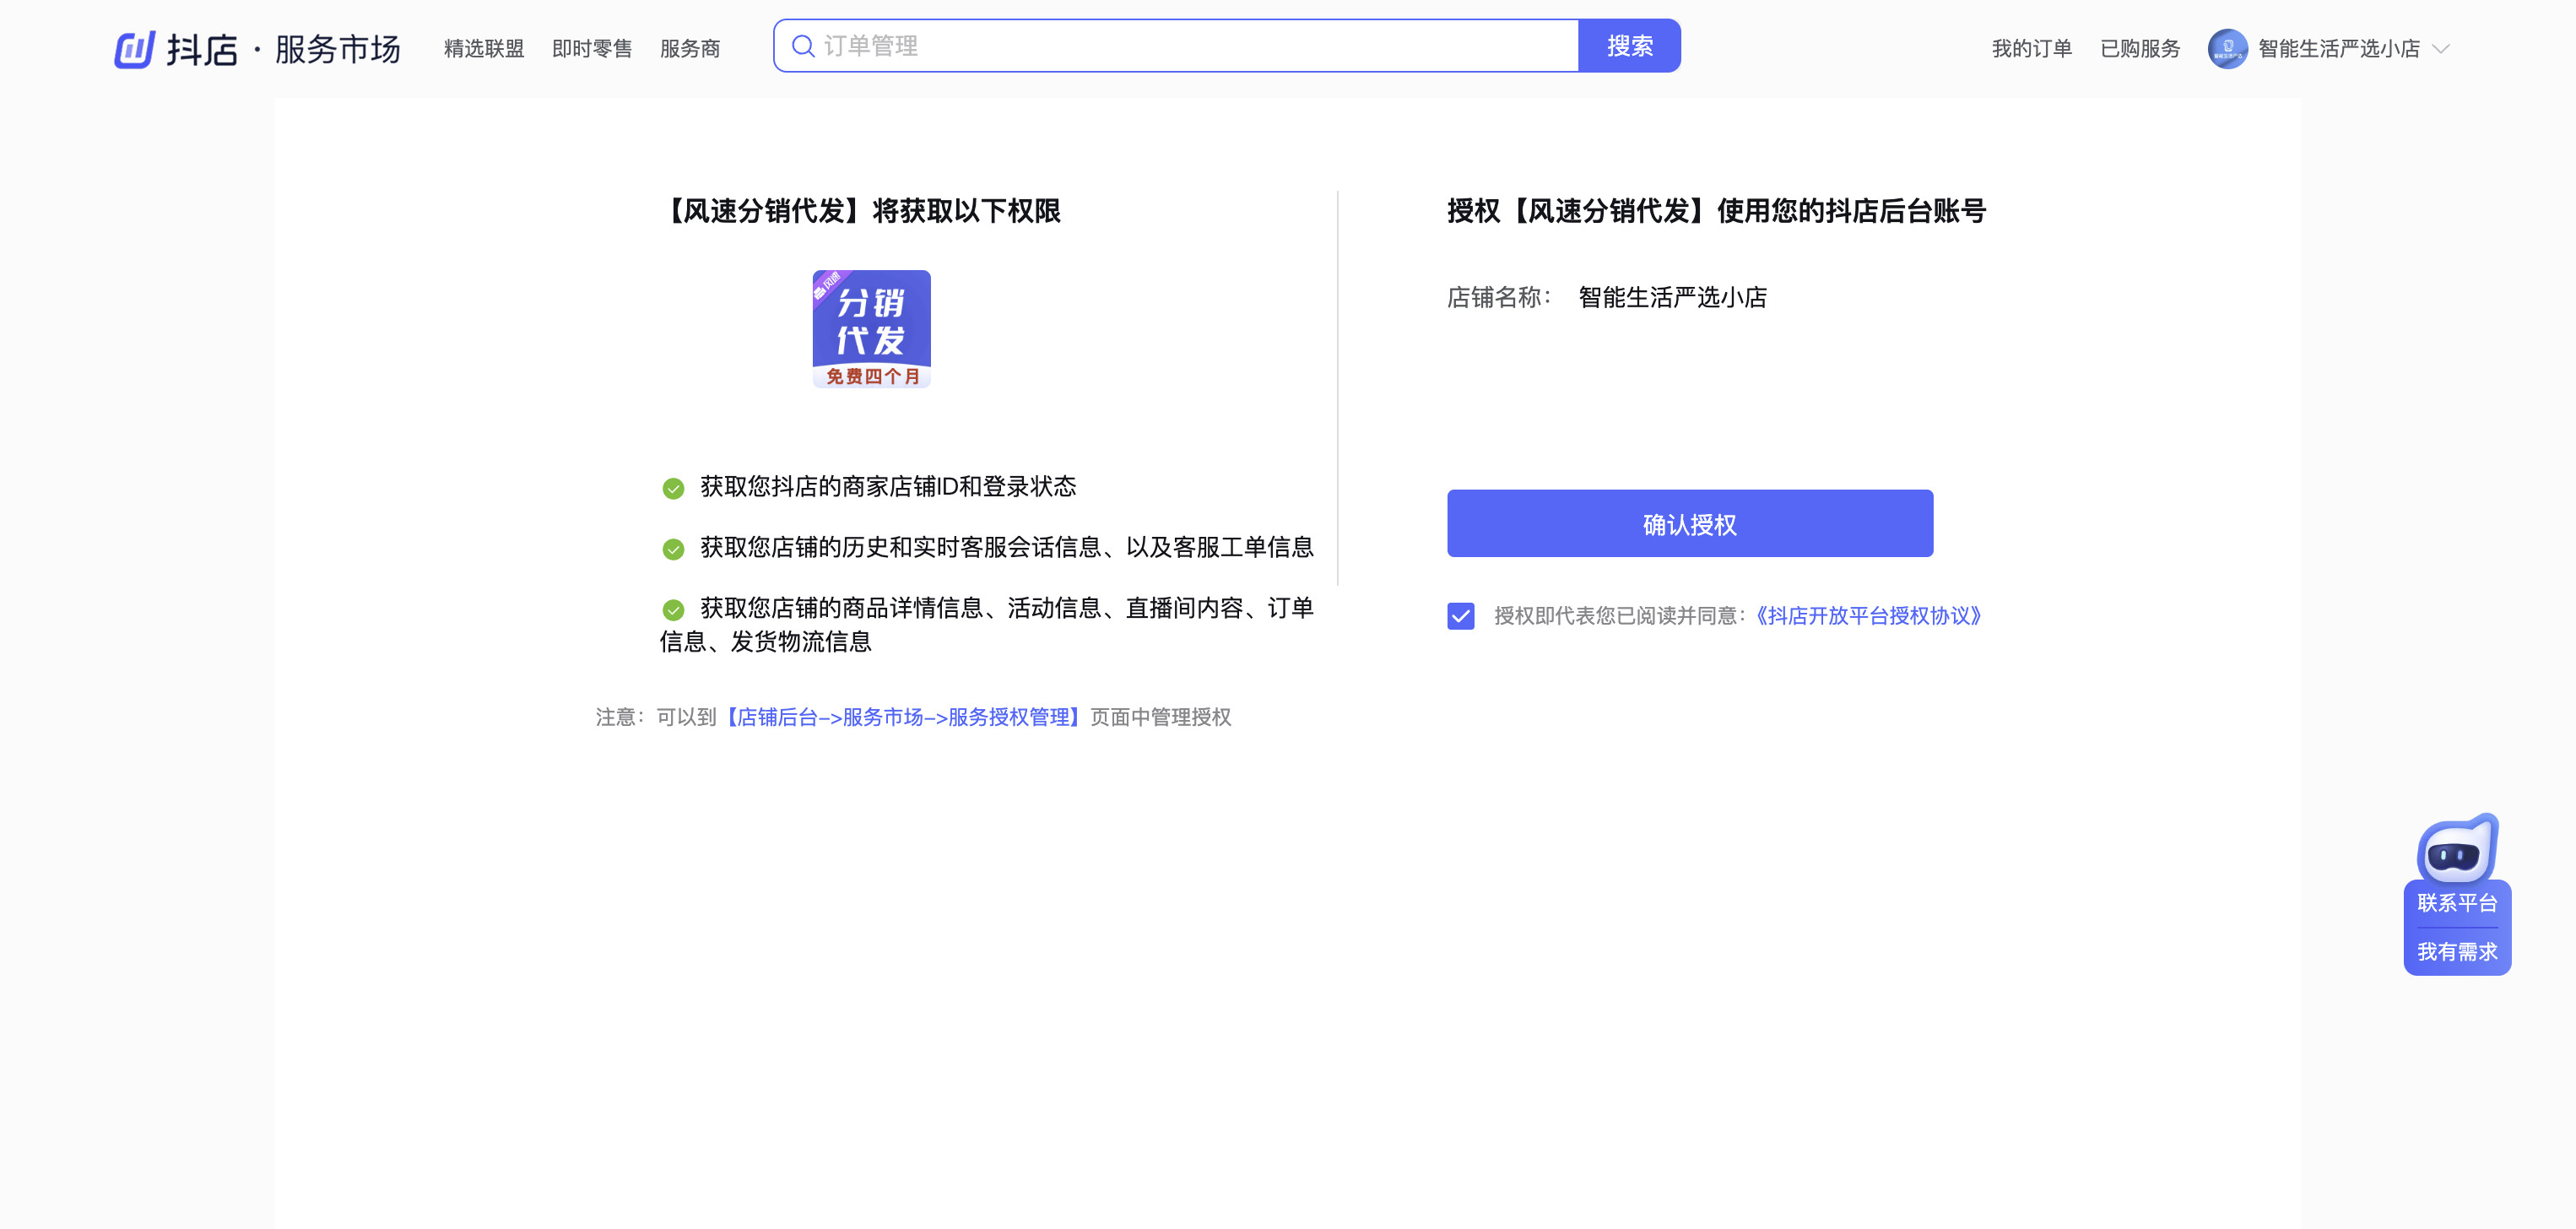 抖店 · 服务市场
精选联盟
即时零售
服务商
订单管理
搜索
我的订单
已购服务
智能生活严选小店
【风速分销代发】将获取以下权限
风速
分销
代发
免费四个月
获取您抖店的商家店铺ID和登录状态
获取您店铺的历史和实时客服会话信息、以及客服工单信息
获取您店铺的商品详情信息、活动信息、直播间内容、订单
信息、发货物流信息
注意：可以到【店铺后台->服务市场->服务授权管理】页面中管理授权
授权【风速分销代发】使用您的抖店后台账号
店铺名称： 智能生活严选小店
确认授权
授权即代表您已阅读并同意：《抖店开放平台授权协议》
联系平台
我有需求